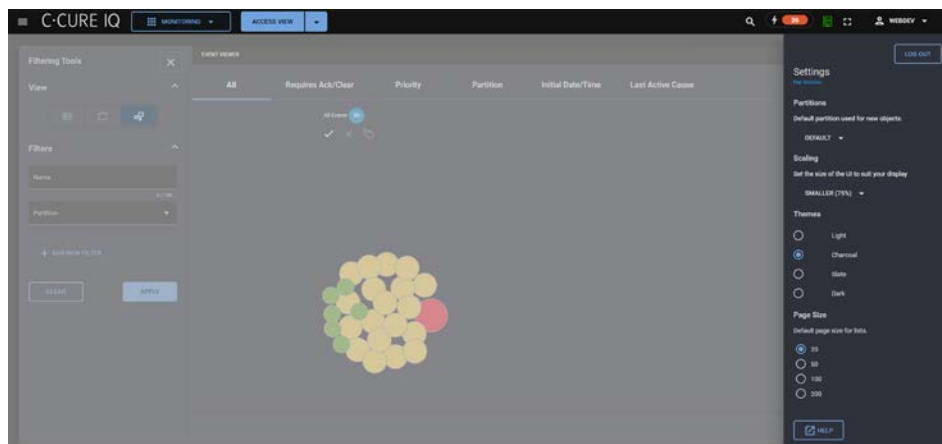 C•CURE IQ
MONITORING
ACCESS VIEW
WEBDEV
Filtering Tools
View
Filters
Name
Partition
+ ADD NEW FILTER
CLEAR
APPLY
EVENT VIEWER
All
Requires Ack/Clear
Priority
Partition
Initial Date/Time
Last Active Cause
All Events
LOG OUT
Settings
Partitions
Default partition used for new objects.
DEFAULT
Scaling
Set the size of the UI to suit your display
SMALLER (75%)
Themes
Light
Charcoal
Slate
Dark
Page Size
Default page size for lists.
20
50
100
200
HELP